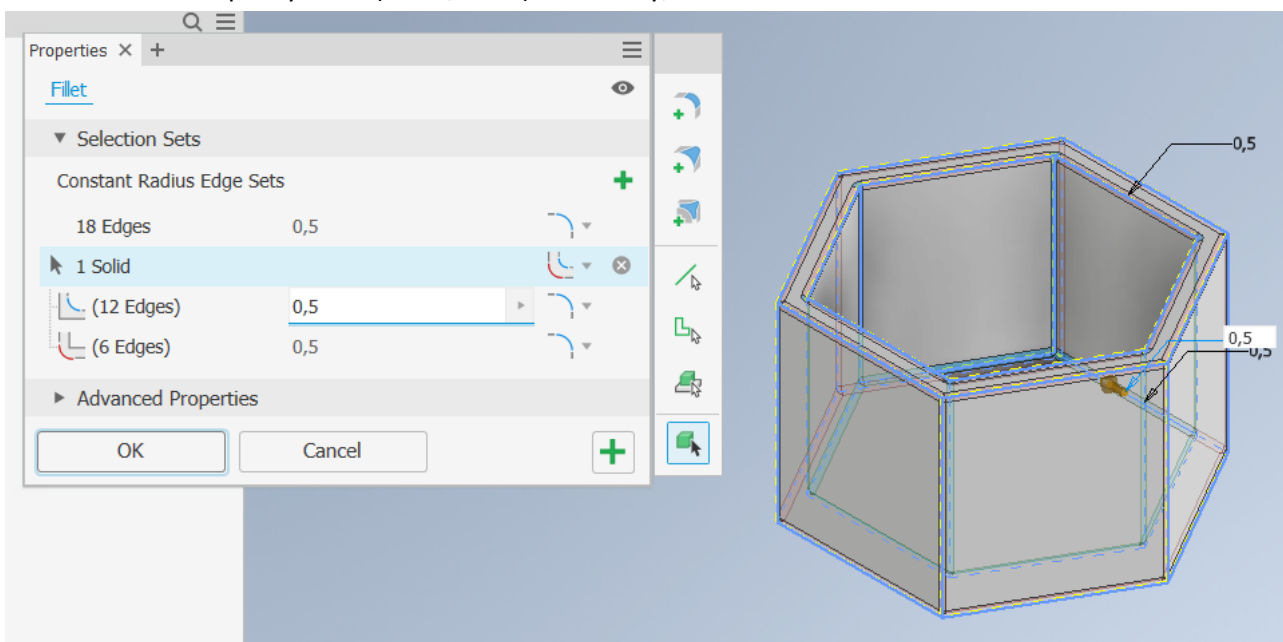 Properties
Fillet
Selection Sets
Constant Radius Edge Sets
18 Edges 0,5
1 Solid
(12 Edges) 0,5
(6 Edges) 0,5
Advanced Properties
OK Cancel
0,5
0,5
0,5